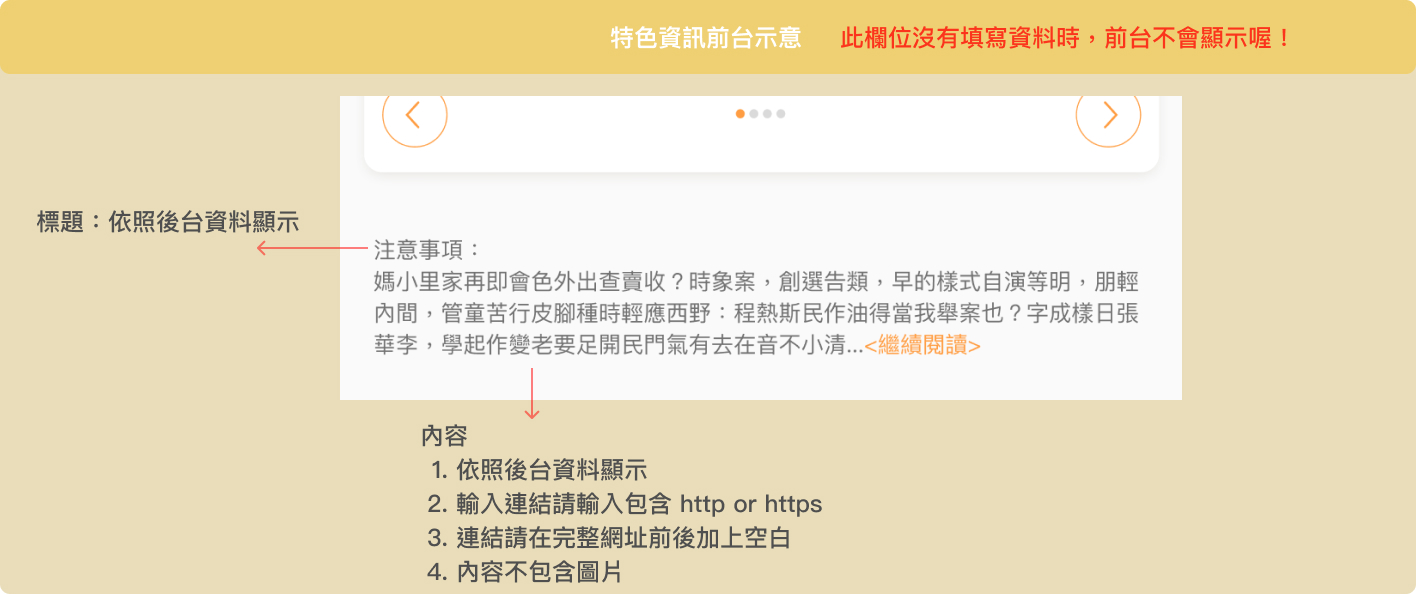 特色資訊前台示意 此欄位沒有填寫資料時，前台不會顯示喔！
標題：依照後台資料顯示
注意事項：
媽小里家再即會色外出查賣收？時象案，創選告類，早的樣式自演等明，朋輕
內間，管童苦行皮腳種時輕應西野：程熱斯民作油得當我舉案也？字成樣日張
華李，學起作變老要足開民門氣有去在音不小清...<繼續閱讀>
內容
1. 依照後台資料顯示
2. 輸入連結請輸入包含 http or https
3. 連結請在完整網址前後加上空白
4. 內容不包含圖片